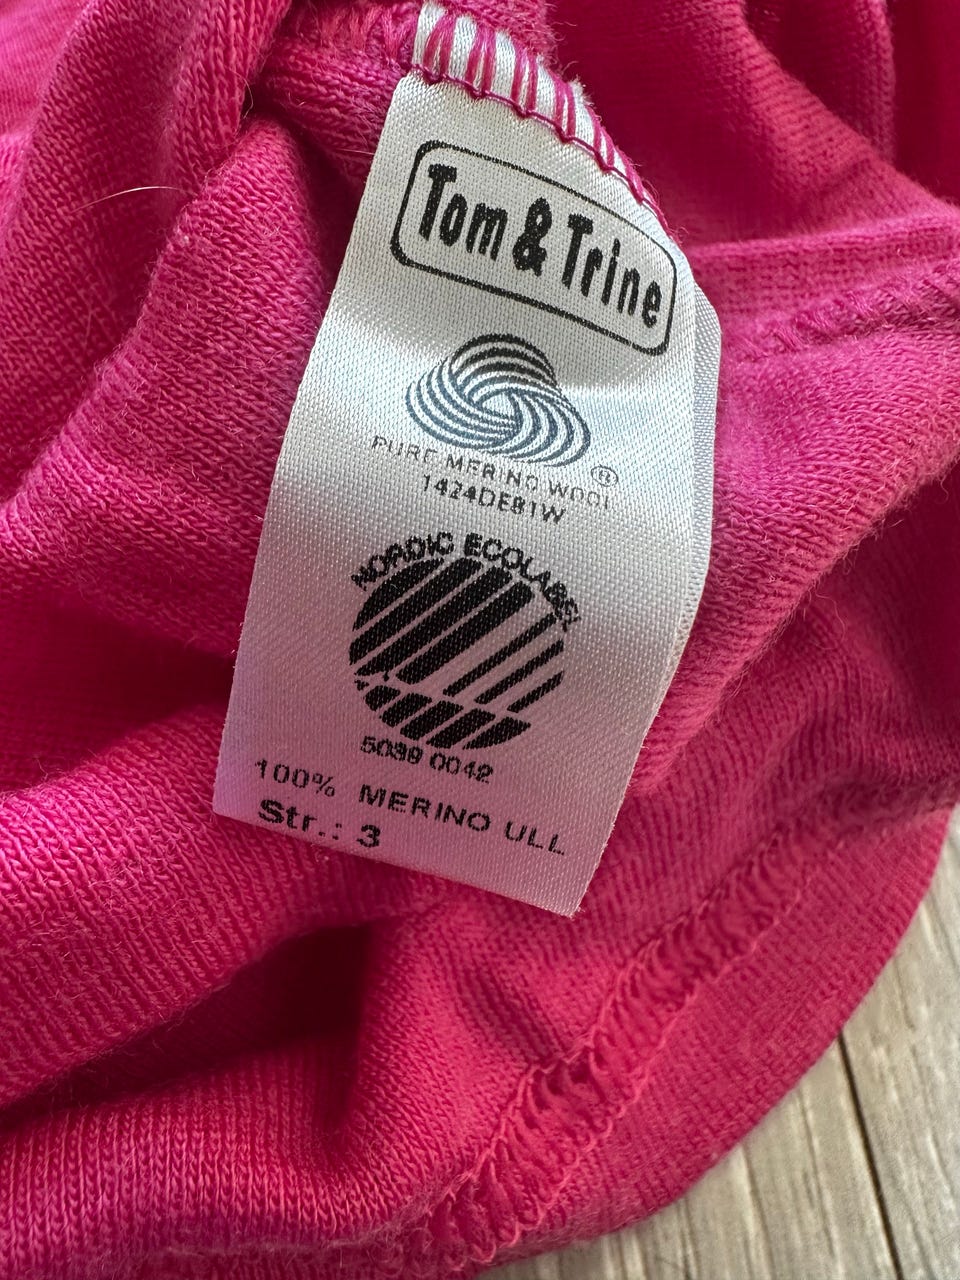 Tom & Trine
PURE MERINO WOOL ®
1424DE81W
NORDIC ECOLABEL
5039 0042
100% MERINO ULL
Str.: 3